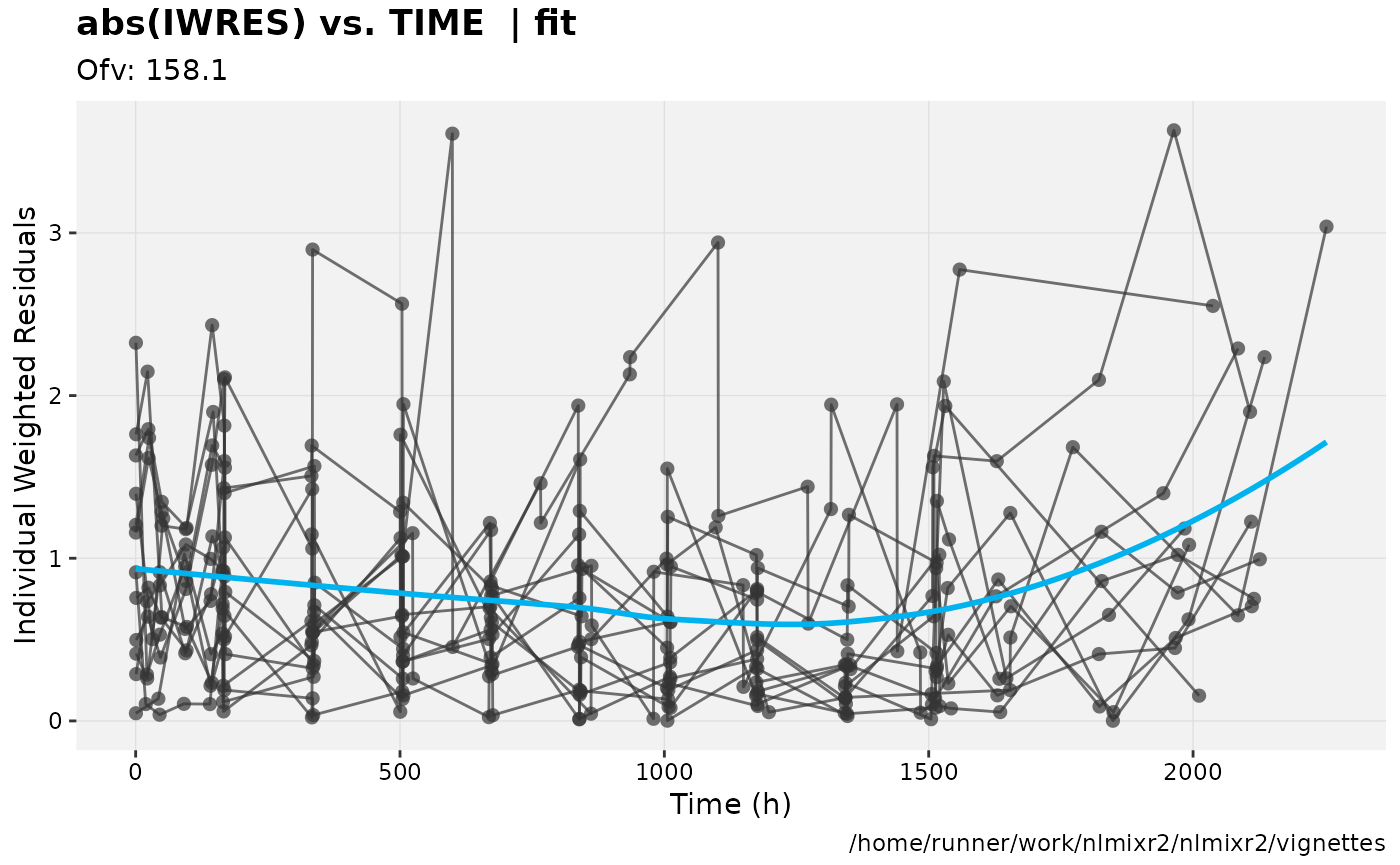 abs(IWRES) vs. TIME  | fit
Ofv: 158.1
Individual Weighted Residuals
3
2
1
0
0 500 1000 1500 2000
Time (h)
/home/runner/work/nlmixr2/nlmixr2/vignettes